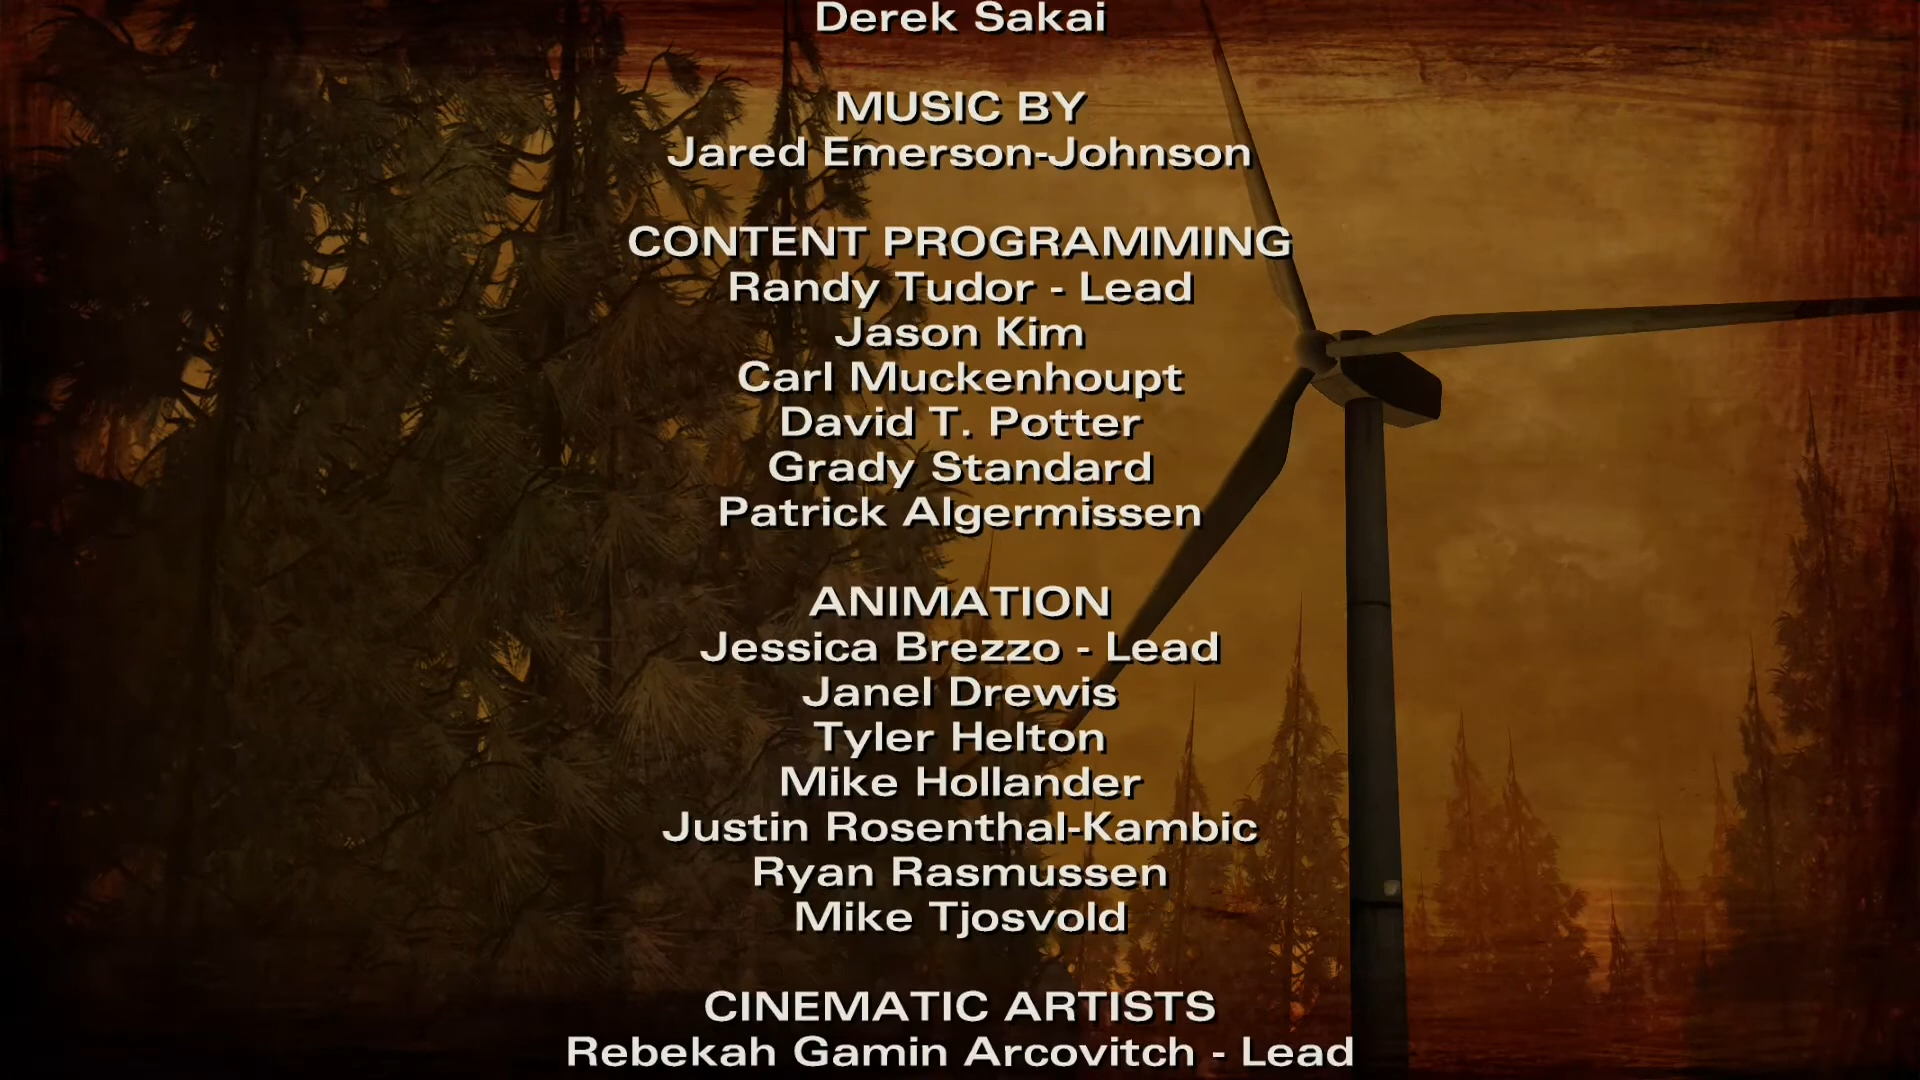 Derek Sakai
MUSIC BY
Jared Emerson-Johnson
CONTENT PROGRAMMING
Randy Tudor - Lead
Jason Kim
Carl Muckenhoupt
David T. Potter
Grady Standard
Patrick Algermissen
ANIMATION
Jessica Brezzo - Lead
Janel Drewis
Tyler Helton
Mike Hollander
Justin Rosenthal-Kambic
Ryan Rasmussen
Mike Tjosvold
CINEMATIC ARTISTS
Rebekah Gamin Arcovitch - Lead